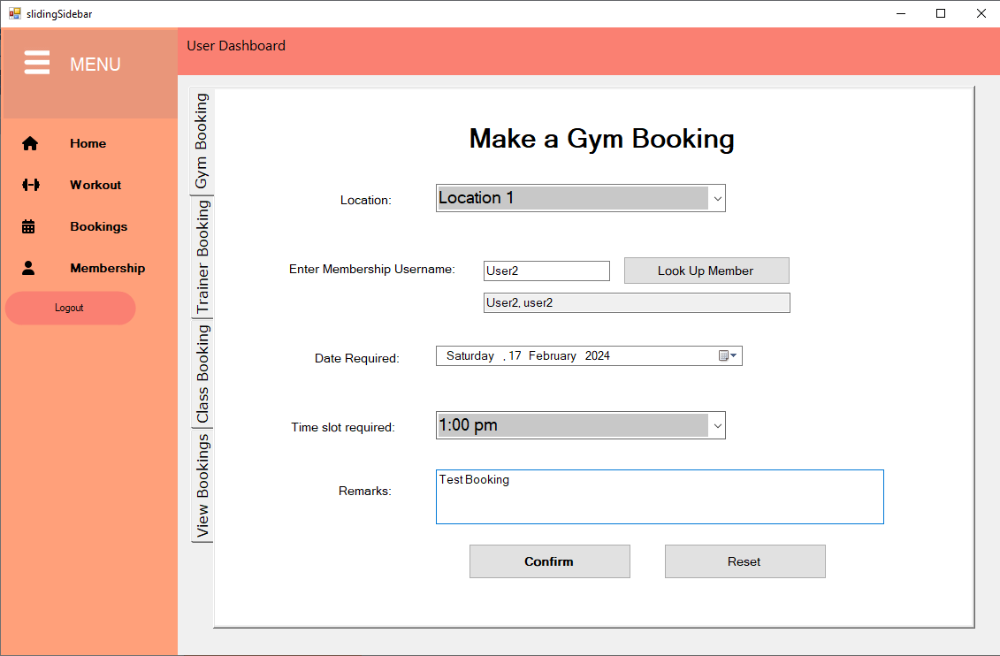 slidingSidebar
MENU
User Dashboard
Home
Workout
Bookings
Membership
Logout
Gym Booking
Trainer Booking
Class Booking
View Bookings
Make a Gym Booking
Location:
Location 1
Enter Membership Username:
User2
Look Up Member
User2, user2
Date Required:
Saturday , 17 February 2024
Time slot required:
1:00 pm
Remarks:
Test Booking
Confirm
Reset